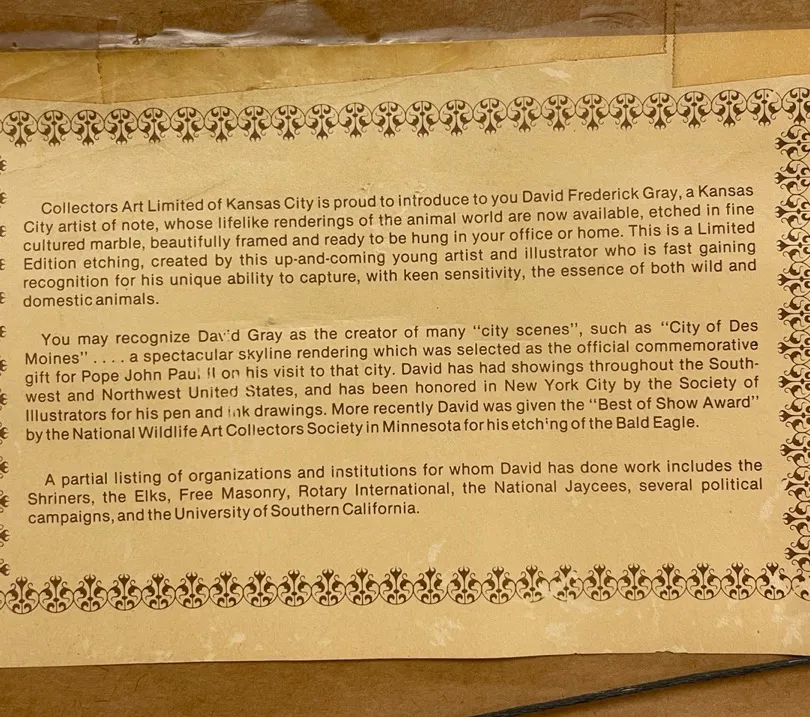 Collectors Art Limited of Kansas City is proud to introduce to you David Frederick Gray, a Kansas
City artist of note, whose lifelike renderings of the animal world are now available, etched in fine
cultured marble, beautifully framed and ready to be hung in your office or home. This is a Limited
Edition etching, created by this up-and-coming young artist and illustrator who is fast gaining
recognition for his unique ability to capture, with keen sensitivity, the essence of both wild and
domestic animals.
You may recognize David Gray as the creator of many “city scenes”, such as “City of Des
Moines” . . . . a spectacular skyline rendering which was selected as the official commemorative
gift for Pope John Paul II on his visit to that city. David has had showings throughout the South-
west and Northwest United States, and has been honored in New York City by the Society of
Illustrators for his pen and ink drawings. More recently David was given the “Best of Show Award”
by the National Wildlife Art Collectors Society in Minnesota for his etching of the Bald Eagle.
A partial listing of organizations and institutions for whom David has done work includes the
Shriners, the Elks, Free Masonry, Rotary International, the National Jaycees, several political
campaigns, and the University of Southern California.